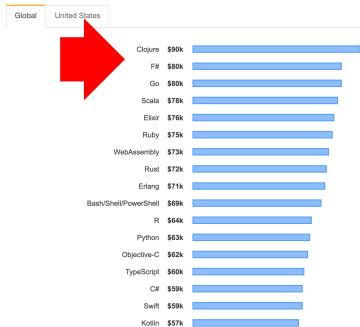 Global United States
Clojure $90k
F# $80k
Go $80k
Scala $78k
Elixir $76k
Ruby $75k
WebAssembly $73k
Rust $72k
Erlang $71k
Bash/Shell/PowerShell $69k
R $64k
Python $63k
Objective-C $62k
TypeScript $60k
C# $59k
Swift $59k
Kotlin $57k